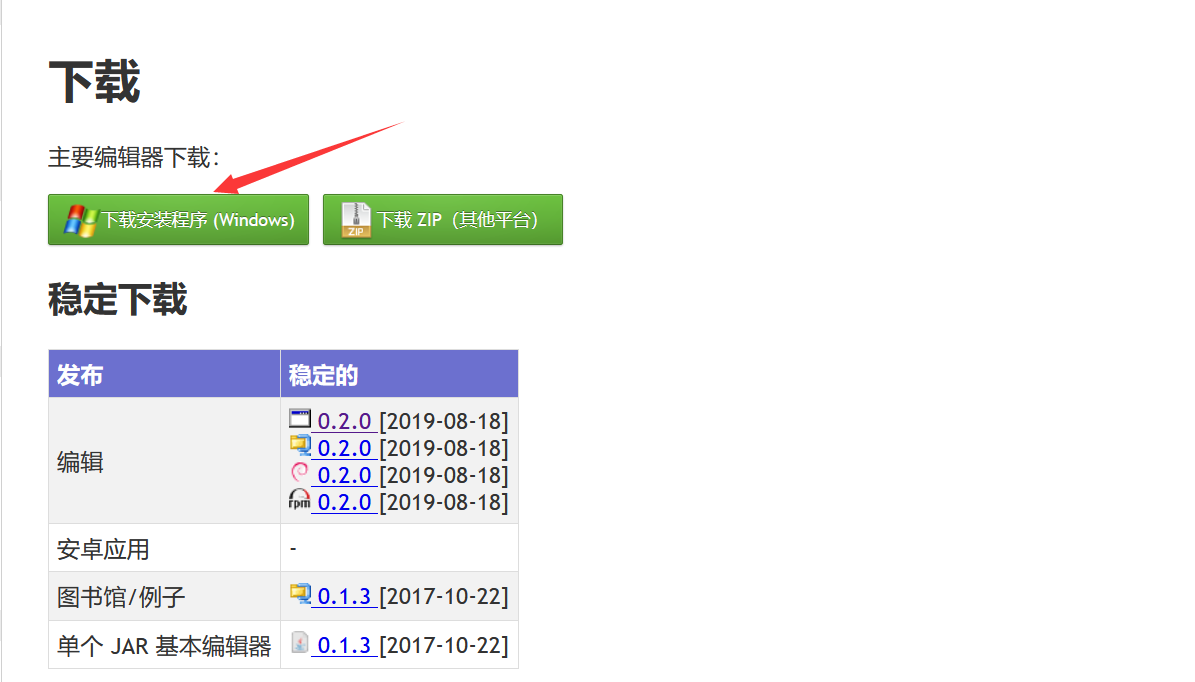 下载
主要编辑器下载：
下载安装程序 (Windows)
ZIP
下载 ZIP（其他平台）
稳定下载
发布
稳定的
编辑
0.2.0 [2019-08-18]
0.2.0 [2019-08-18]
0.2.0 [2019-08-18]
rpm 0.2.0 [2019-08-18]
安卓应用
-
图书馆/例子
0.1.3 [2017-10-22]
单个 JAR 基本编辑器
0.1.3 [2017-10-22]